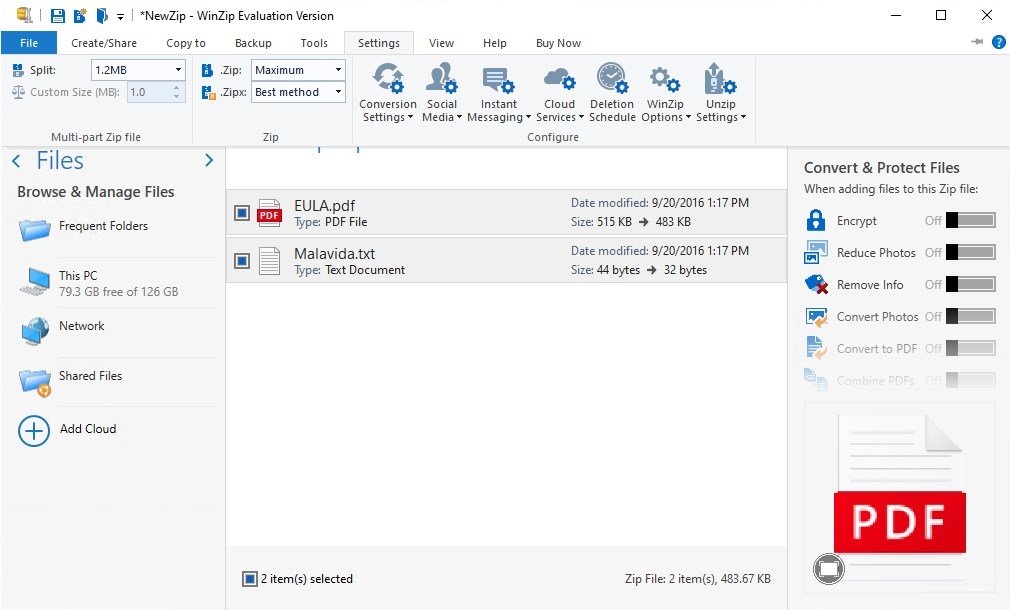 *NewZip - WinZip Evaluation Version
File Create/Share Copy to Backup Tools Settings View Help Buy Now
Split: 1.2MB
Custom Size (MB): 1.0
Multi-part Zip file
.Zip: Maximum
.Zipx: Best method
Zip
Conversion Settings
Social Media
Instant Messaging
Cloud Services
Deletion Schedule
WinZip Options
Unzip Settings
Configure
Files
Browse & Manage Files
Frequent Folders
This PC
79.3 GB free of 126 GB
Network
Shared Files
Add Cloud
PDF
EULA.pdf
Type: PDF File
Date modified: 9/20/2016 1:17 PM
Size: 515 KB → 483 KB
Malavida.txt
Type: Text Document
Date modified: 9/20/2016 1:17 PM
Size: 44 bytes → 32 bytes
2 item(s) selected
Zip File: 2 item(s), 483.67 KB
Convert & Protect Files
When adding files to this Zip file:
Encrypt Off
Reduce Photos Off
Remove Info Off
Convert Photos Off
Convert to PDF Off
Combine PDFs Off
PDF